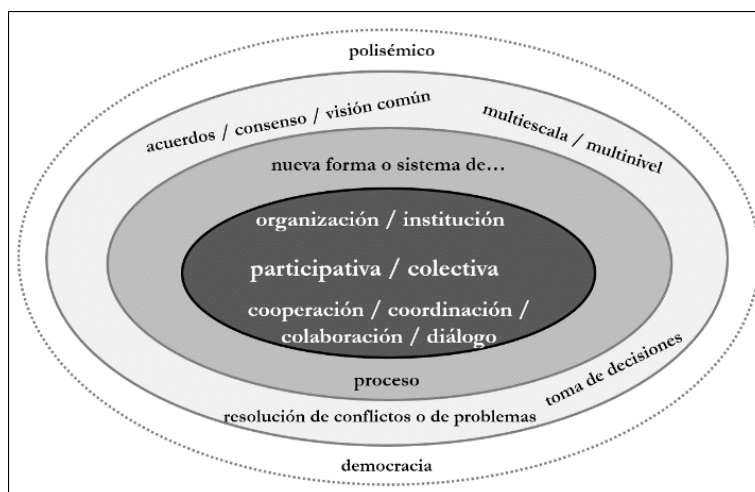 polisémico
acuerdos / consenso / visión común
multiescala / multinivel
nueva forma o sistema de…
organización / institución
participativa / colectiva
cooperación / coordinación /
colaboración / diálogo
proceso
toma de decisiones
resolución de conflictos o de problemas
democracia